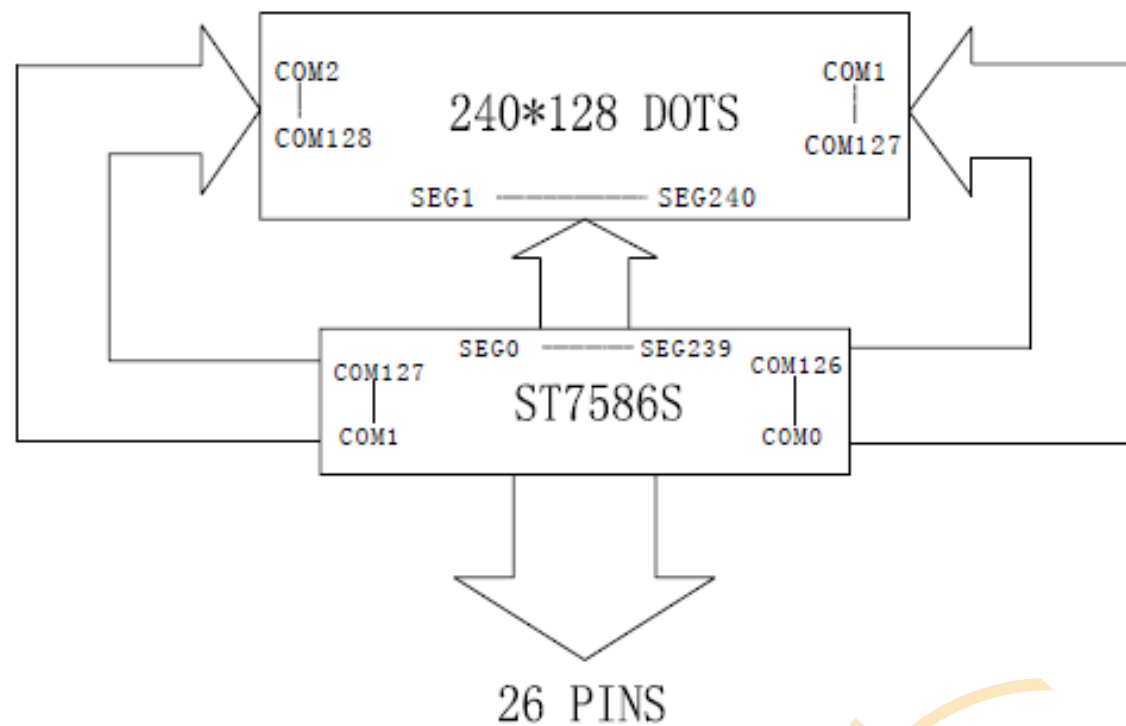 COM2 COM1
240*128 DOTS
COM128 COM127
SEG1 SEG240
SEG0 SEG239
COM127 COM126
ST7586S
COM1 COM0
26 PINS